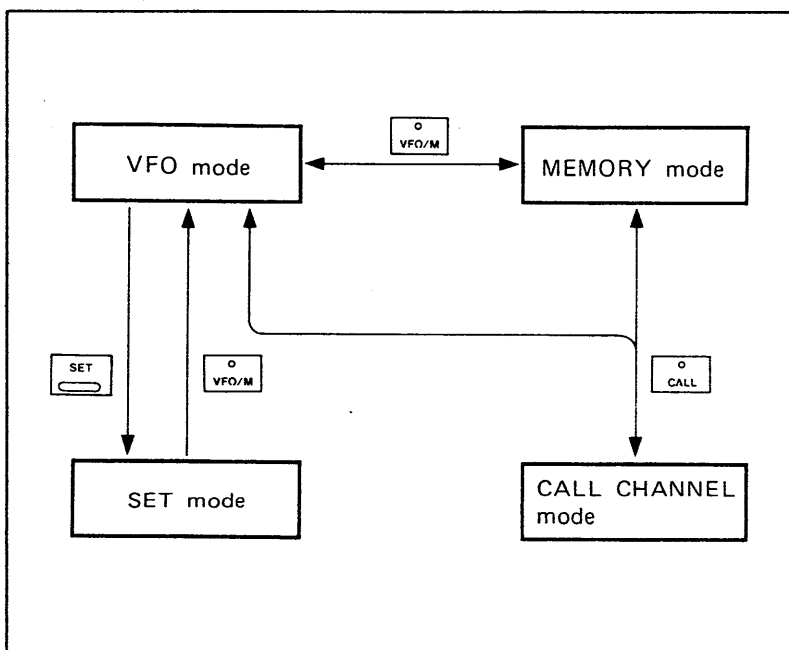 VFO/M
VFO mode
MEMORY mode
SET
VFO/M
CALL
SET mode
CALL CHANNEL
mode